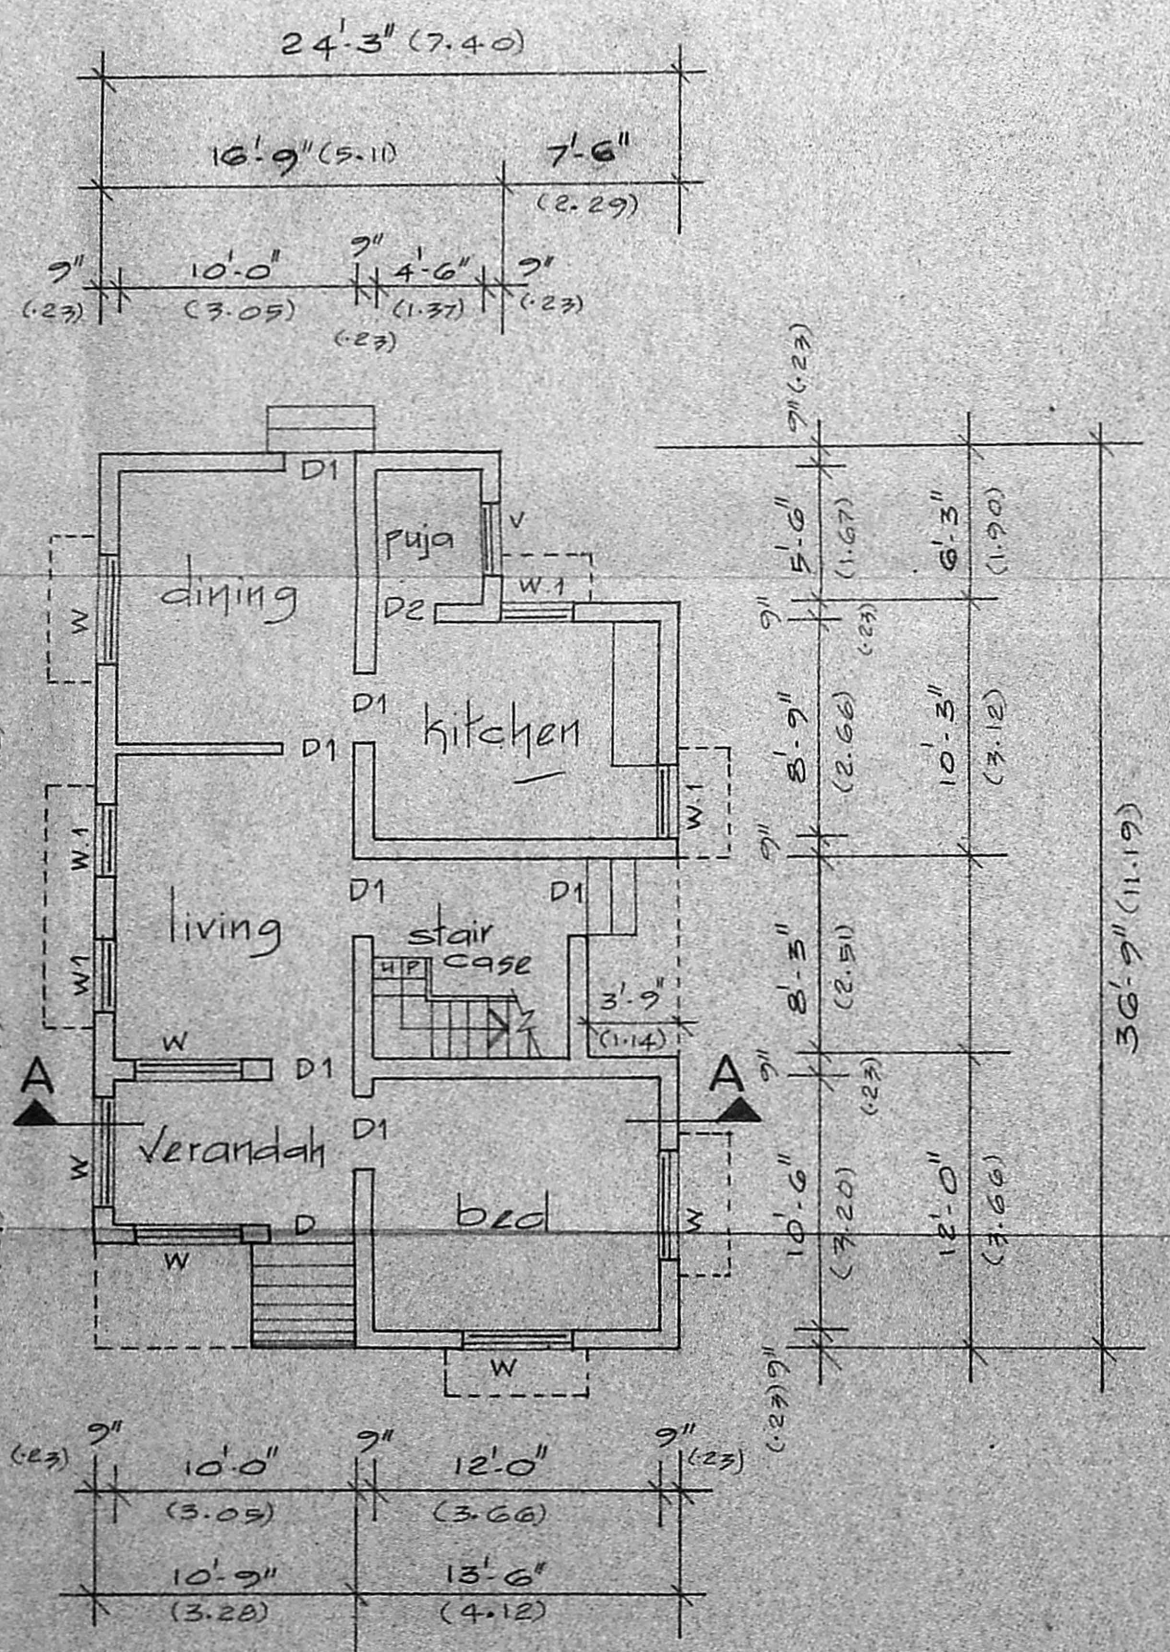 24'-3" (7.40)
16'-9" (5.11)
7'-6"
(2.29)
9"
(.23)
10'-0"
(3.05)
9"
(.23)
4'-6"
(1.37)
9"
(.23)
D1
puja
V
dining
W
D2
W.1
D1
kitchen
D1
W.1
W.1
D1
D1
living
stair
case
UP
W1
3'-9"
(1.14)
W
D1
A
A
verandah
D1
W
bed
W
D
W
W
9" (.23)
5'-6"
(1.67)
6'-3"
(1.90)
9"
(.23)
8'-9"
(2.66)
10'-3"
(3.12)
9"
8'-3"
(2.51)
36'-9" (11.19)
9"
(.23)
10'-6"
(3.20)
12'-0"
(3.66)
(.23) 9"
9"
(.23)
10'-0"
(3.05)
9"
12'-0"
(3.66)
9"
(.23)
10'-9"
(3.28)
13'-6"
(4.12)